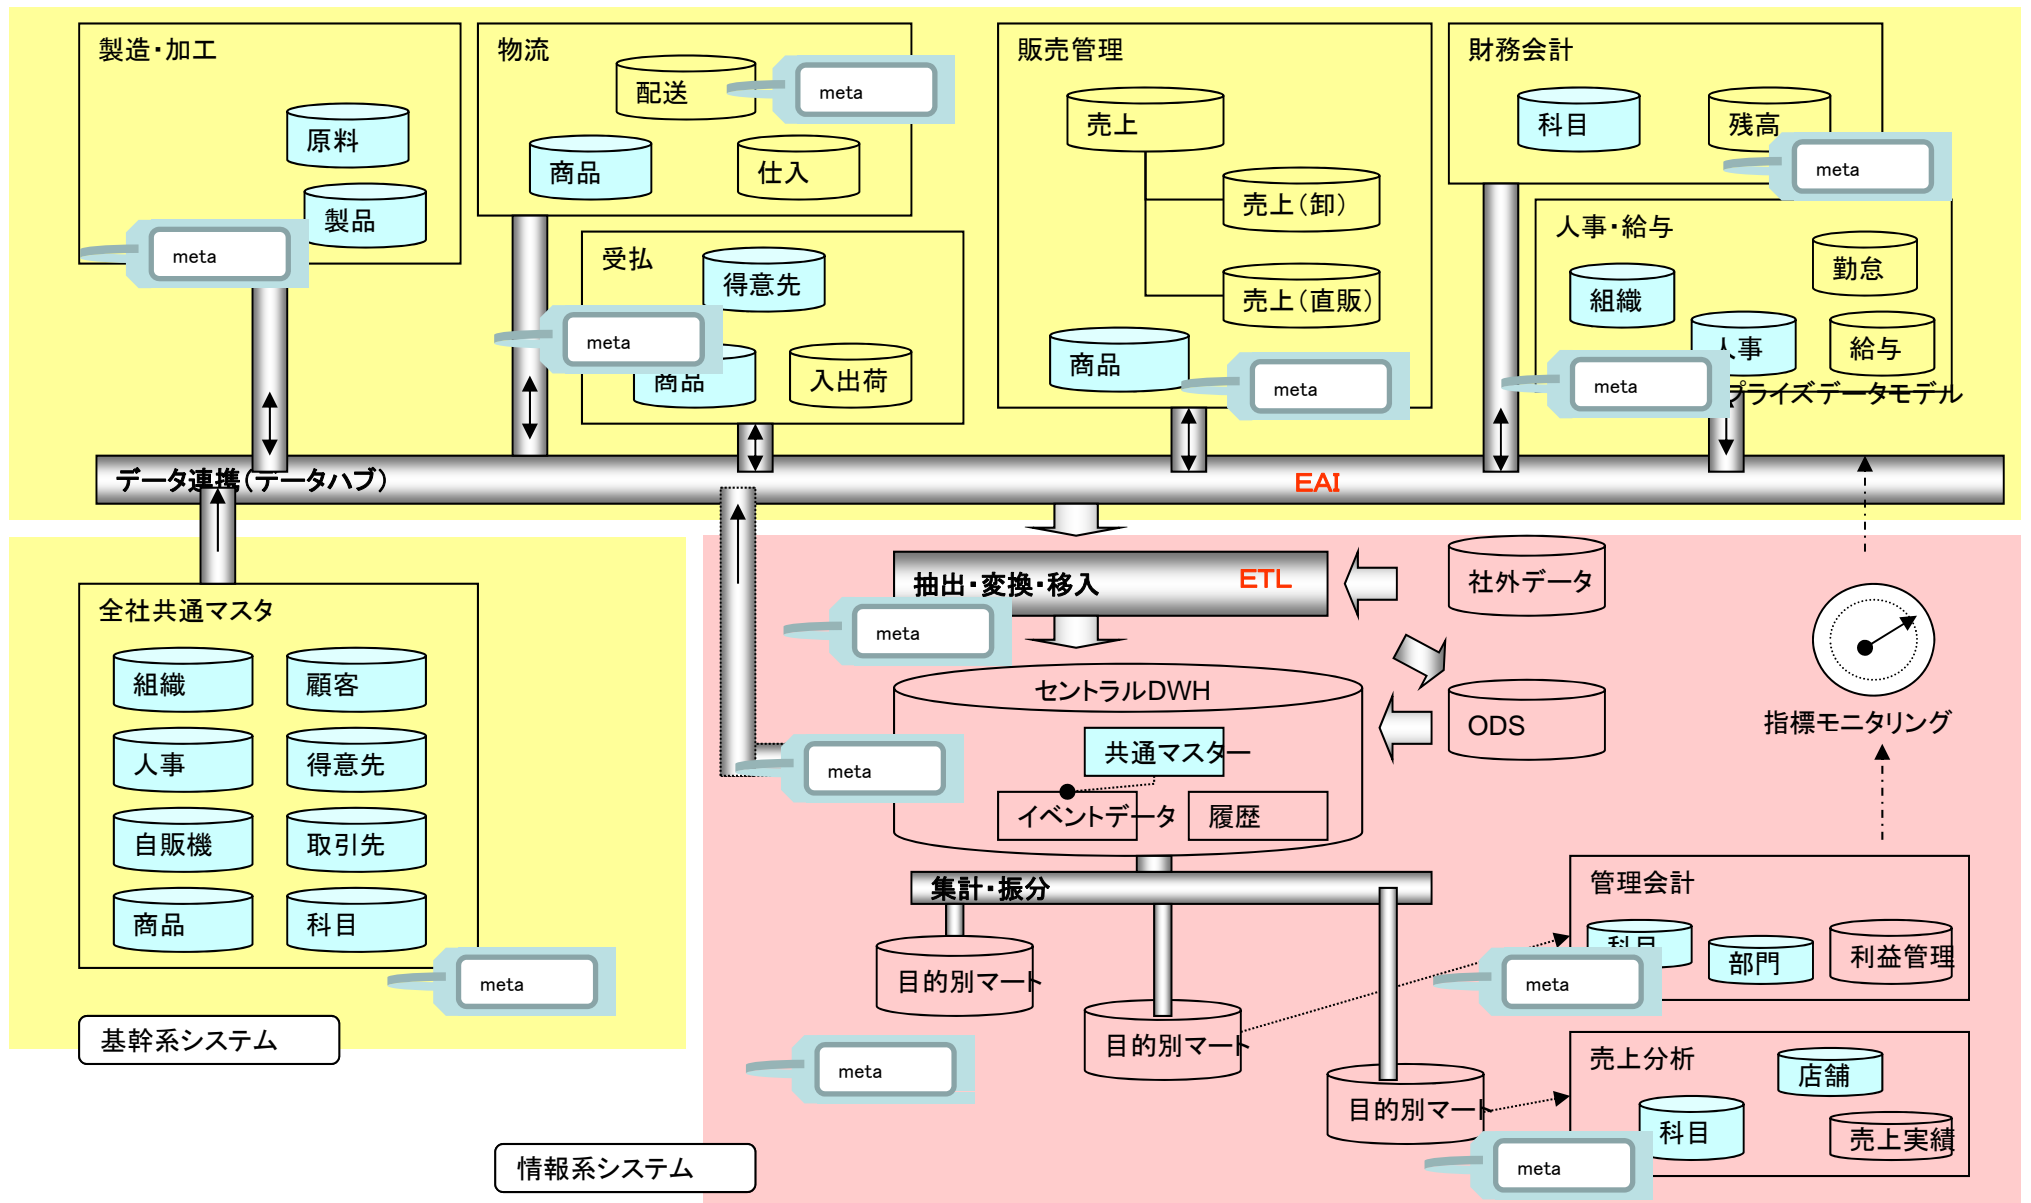 製造・加工
原料
製品
meta
物流
配送
meta
商品
仕入
受払
得意先
meta
商品
入出荷
販売管理
売上
売上(卸)
売上(直販)
商品
meta
財務会計
科目
残高
meta
人事・給与
勤怠
組織
人事
給与
meta
プライズデータモデル
データ連携(データハブ)
EAI
全社共通マスタ
組織
顧客
人事
得意先
自販機
取引先
商品
科目
meta
基幹系システム
抽出・変換・移入
ETL
meta
社外データ
セントラルDWH
ODS
共通マスター
meta
イベントデータ
履歴
指標モニタリング
集計・振分
目的別マート
目的別マート
目的別マート
meta
管理会計
科目
部門
利益管理
meta
売上分析
店舗
科目
売上実績
meta
情報系システム